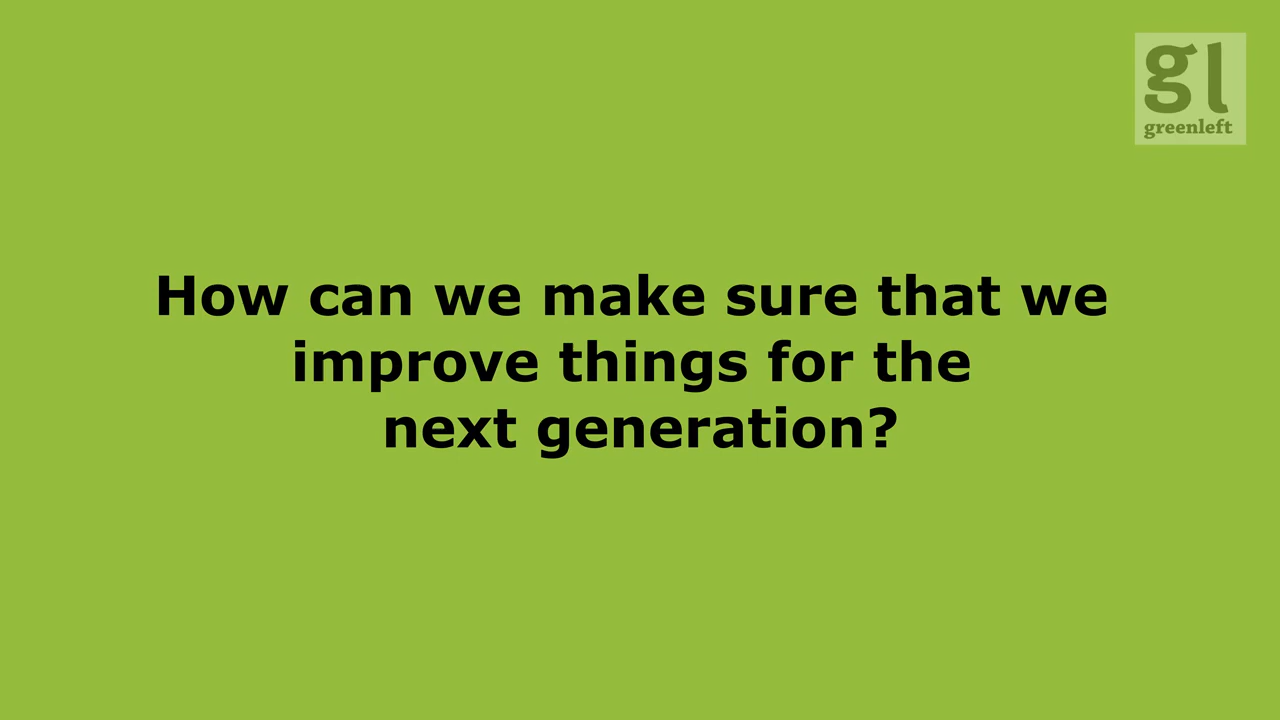 gl
greenleft
How can we make sure that we
improve things for the
next generation?